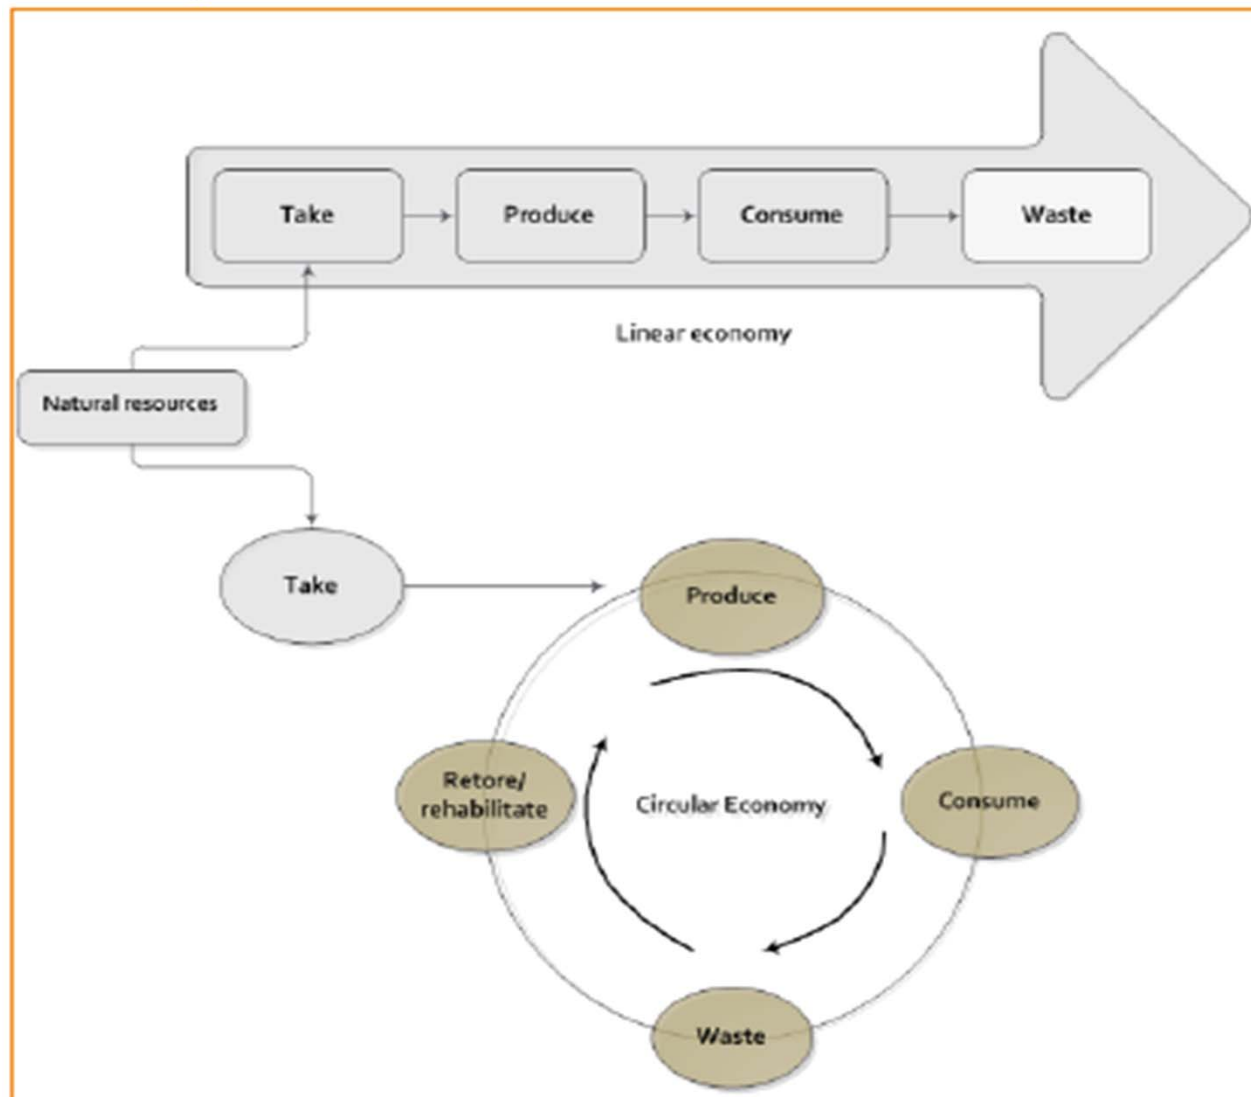 Take
Produce
Consume
Waste
Linear economy
Natural resources
Take
Produce
Retore/
rehabilitate
Circular Economy
Consume
Waste